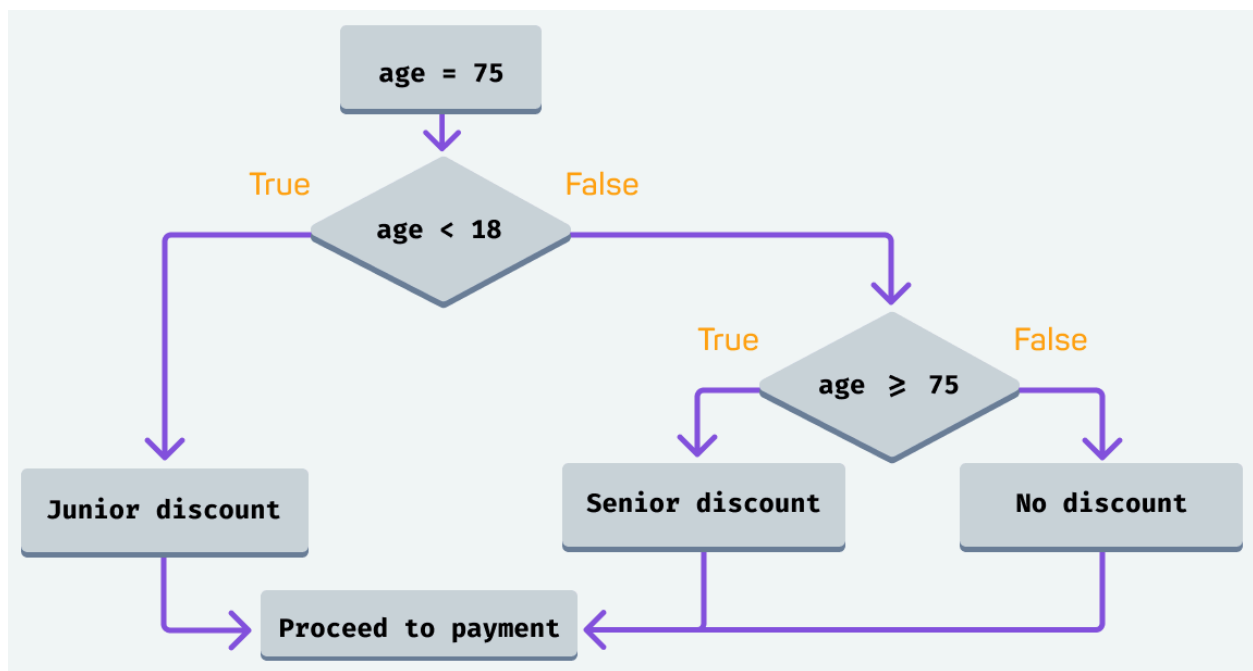 age = 75
True
False
age < 18
True
False
age ⩾ 75
Junior discount
Senior discount
No discount
Proceed to payment